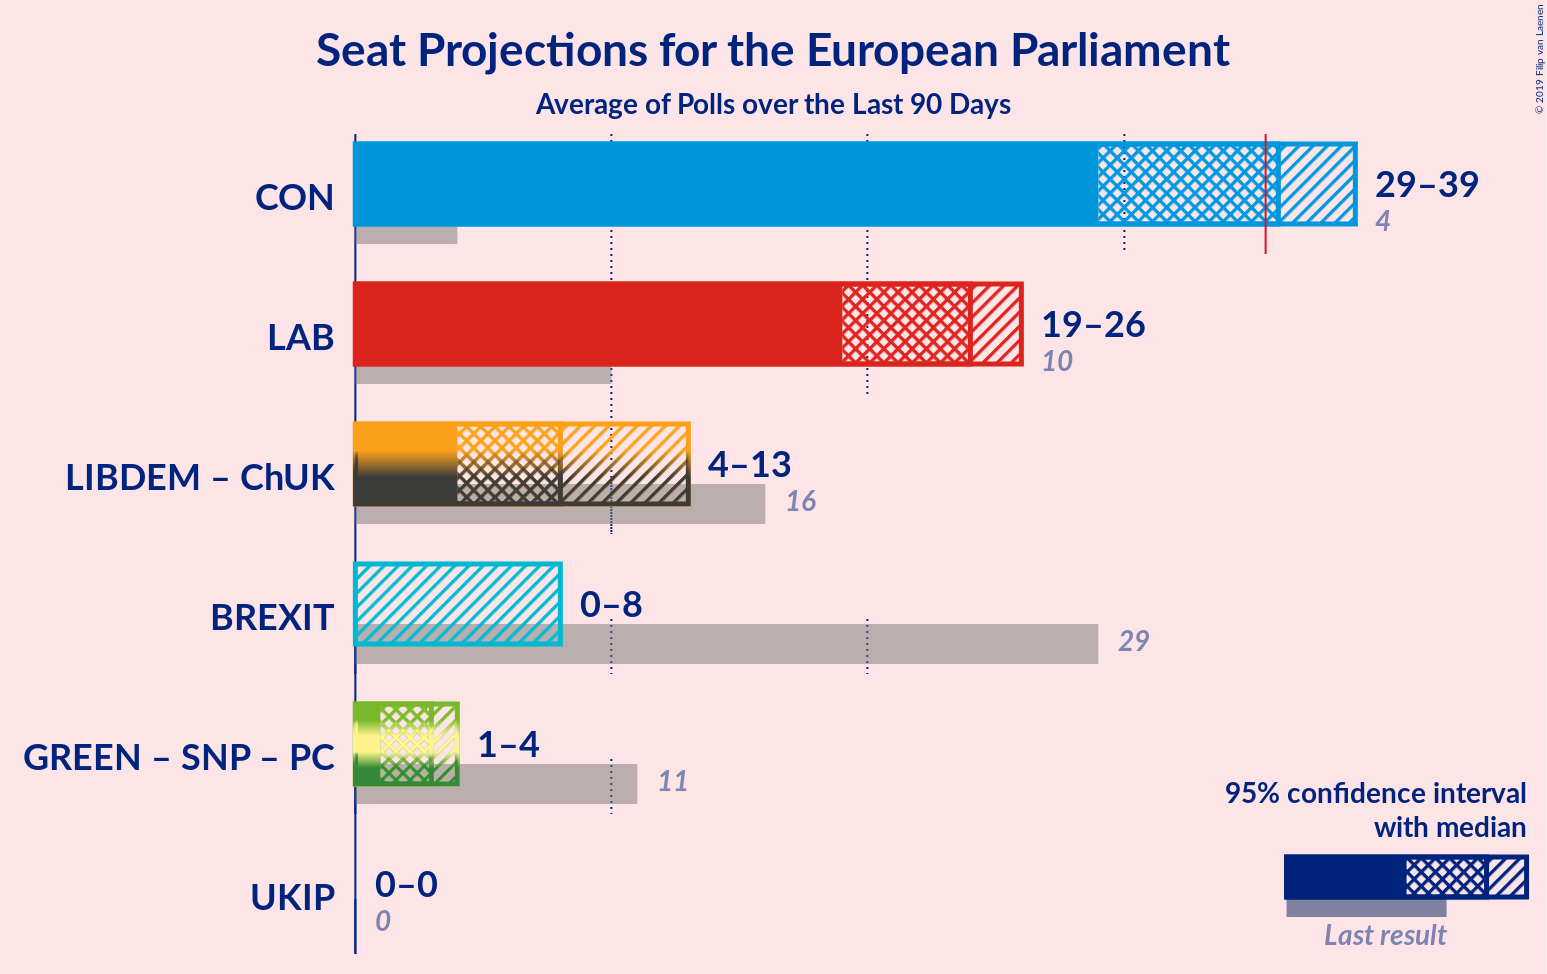 Seat Projections for the European Parliament
Average of Polls over the Last 90 Days
© 2019 Filip van Laenen
CON
29–39
4
LAB
19–26
10
LIBDEM – ChUK
4–13
16
BREXIT
0–8
29
GREEN – SNP – PC
1–4
11
UKIP
0–0
0
95% confidence interval
with median
Last result